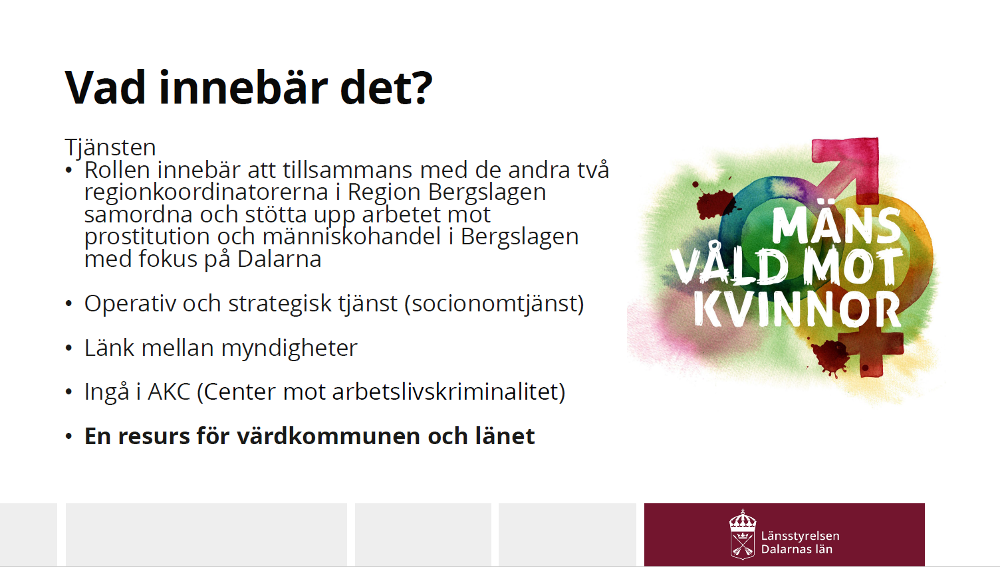 Vad innebär det?
Tjänsten
• Rollen innebär att tillsammans med de andra två
regionkoordinatorerna i Region Bergslagen
samordna och stötta upp arbetet mot
prostitution och människohandel i Bergslagen
med fokus på Dalarna
• Operativ och strategisk tjänst (socionomtjänst)
• Länk mellan myndigheter
• Ingå i AKC (Center mot arbetslivskriminalitet)
• En resurs för värdkommunen och länet
MÄNS
VÅLD MOT
KVINNOR
Länsstyrelsen
Dalarnas län